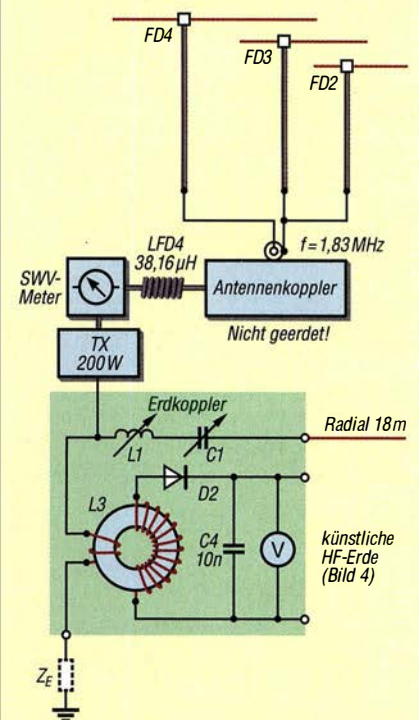 FD4
FD3
FD2
LFD4
38,16 µH
f = 1,83 MHz
SWV-
Meter
Antennenkoppler
Nicht geerdet!
TX
200 W
Erdkoppler
L1
C1
Radial 18 m
D2
L3
C4
10n
V
künstliche
HF-Erde
(Bild 4)
ZE